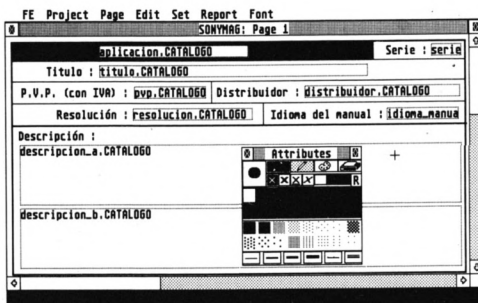 FE Project Page Edit Set Report Font
SONYMAG: Page 1
aplicacion.CATALOGO Serie : serie
Titulo : titulo.CATALOGO
P.V.P. (con IVA) : pvp.CATALOGO Distribuidor : distribuidor.CATALOGO
Resolución : resolucion.CATALOGO Idioma del manual : idioma_manua
Descripción :
descripcion_a.CATALOGO
Attributes
R
descripcion_b.CATALOGO